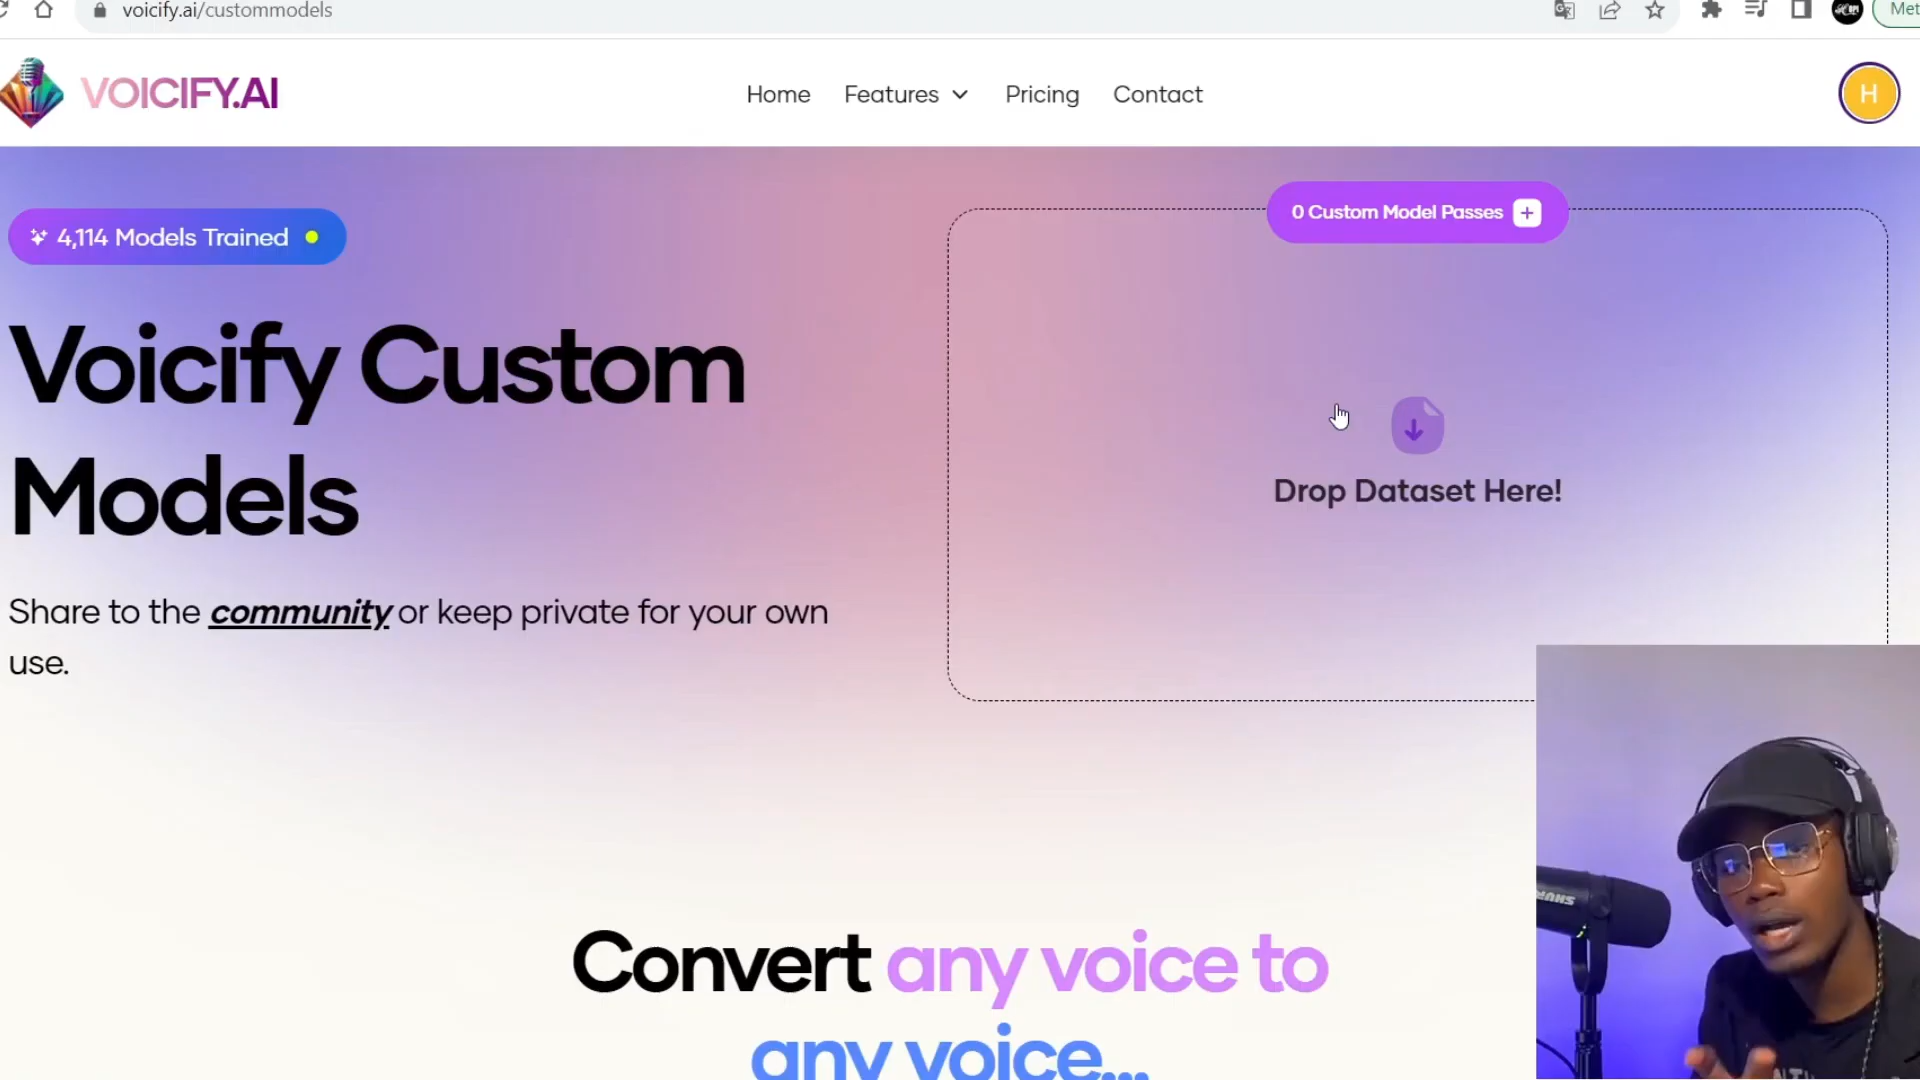 voicify.ai/custommodels
Met
VOICIFY.AI
Home
Features
Pricing
Contact
H
4,114 Models Trained
0 Custom Model Passes
Voicify Custom
Models
Drop Dataset Here!
Share to the community or keep private for your own
use.
Convert any voice to
any voice...
SHURE